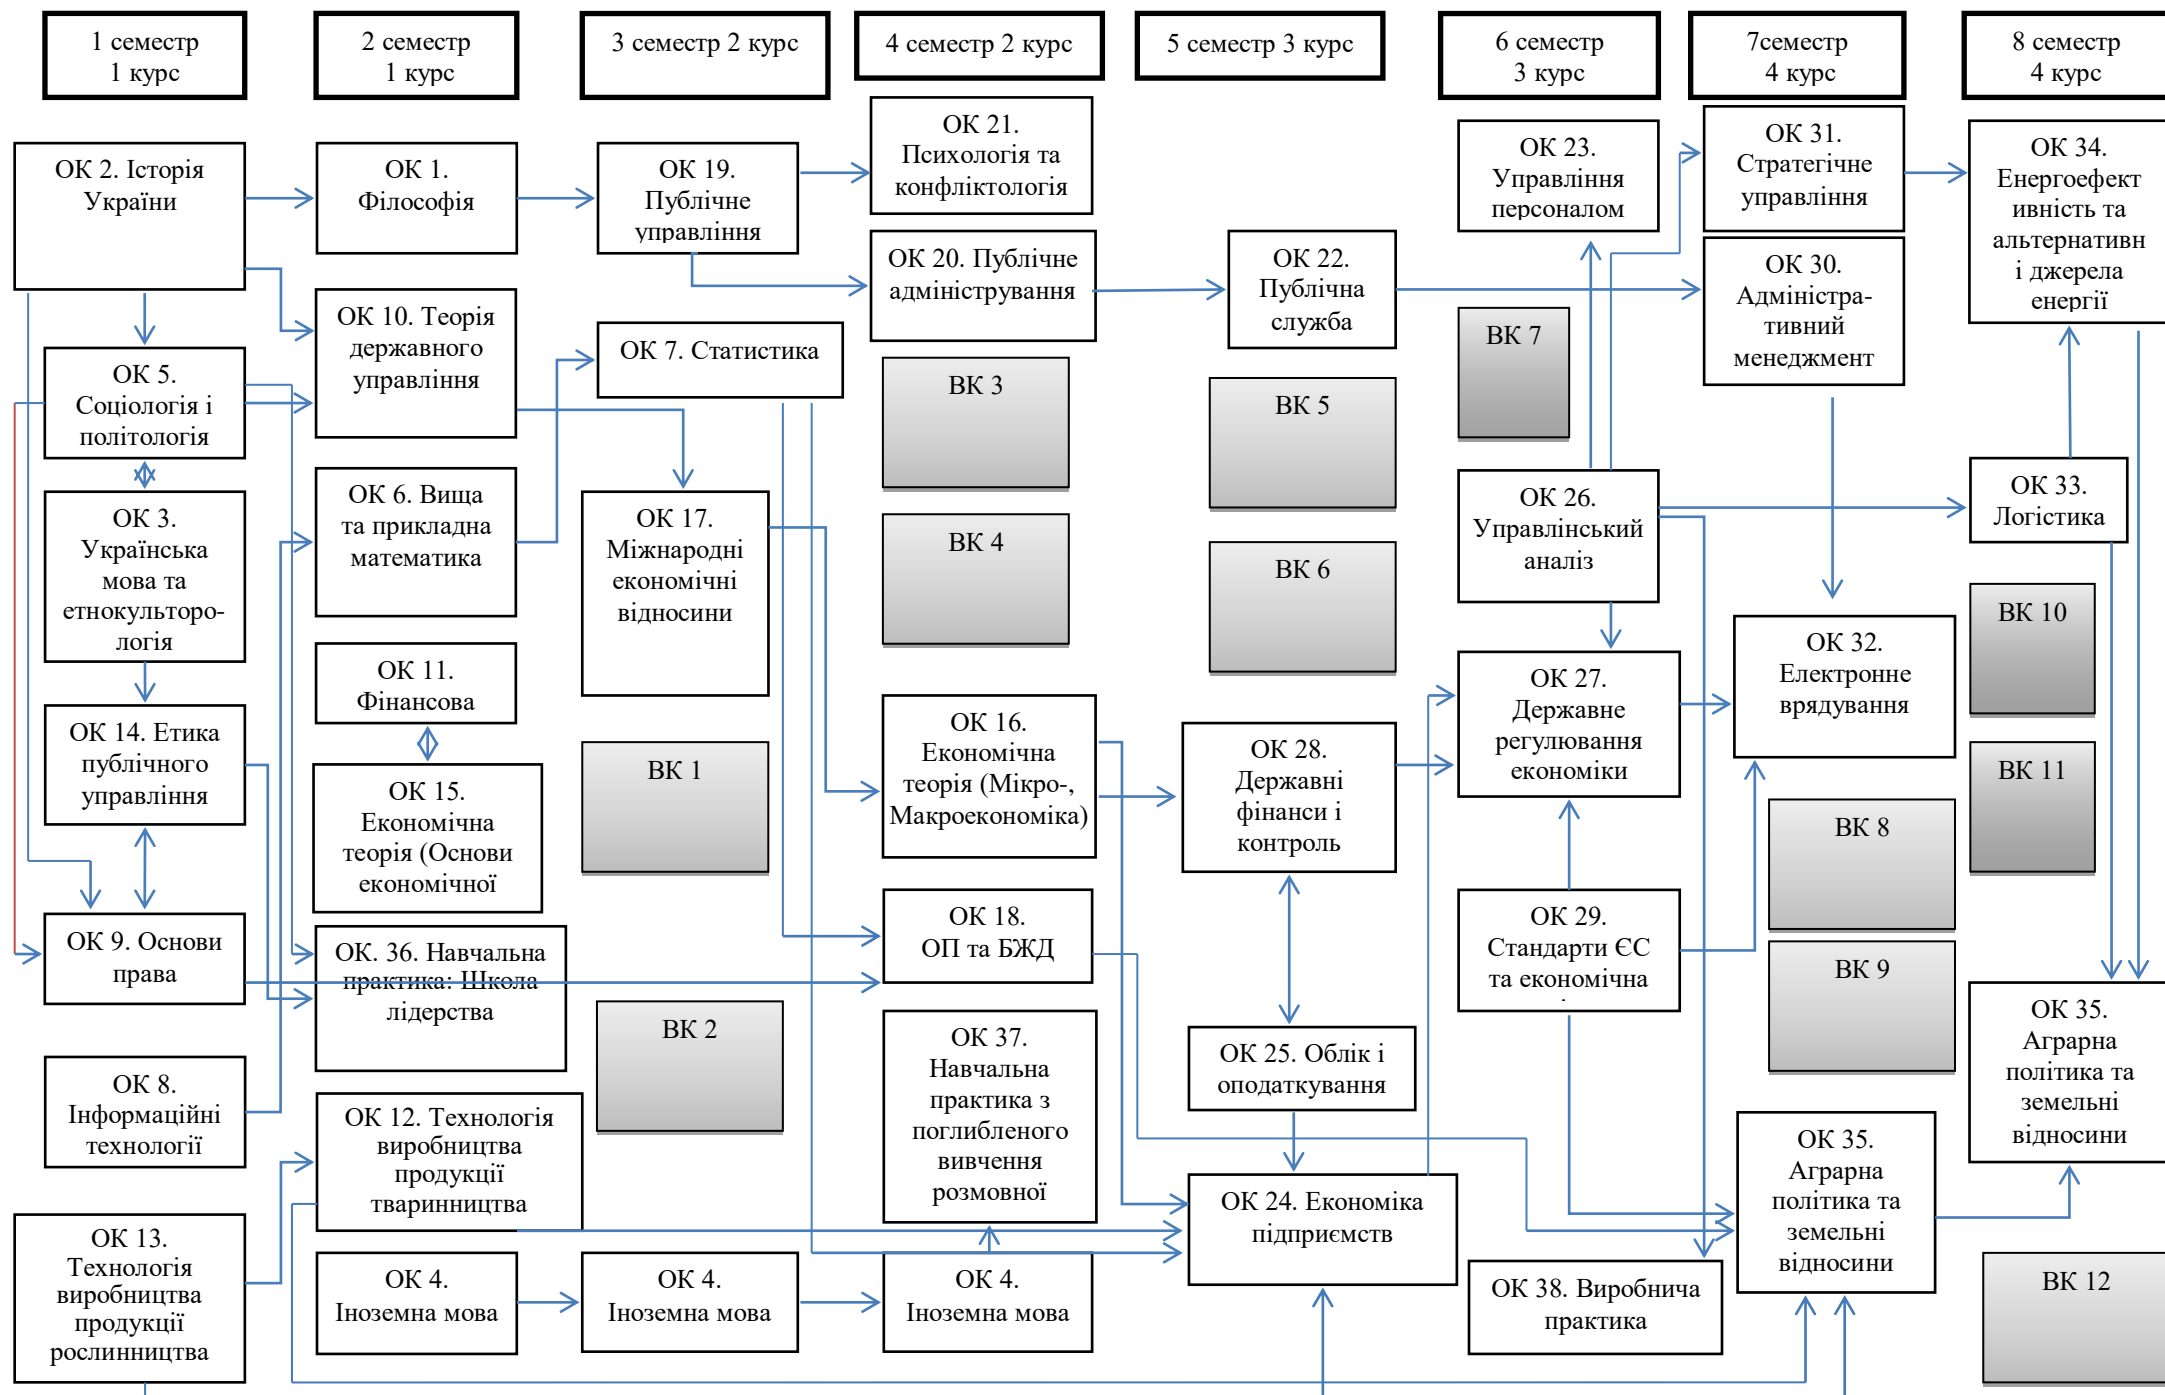 1 семестр
1 курс
2 семестр
1 курс
3 семестр 2 курс
4 семестр 2 курс
5 семестр 3 курс
6 семестр
3 курс
7семестр
4 курс
8 семестр
4 курс
ОК 2. Історія
України
ОК 5.
Соціологія і
політологія
ОК 3.
Українська
мова та
етнокульторо-
логія
ОК 14. Етика
публічного
управління
ОК 9. Основи
права
ОК 8.
Інформаційні
технології
ОК 13.
Технологія
виробництва
продукції
рослинництва
ОК 1.
Філософія
ОК 10. Теорія
державного
управління
ОК 6. Вища
та прикладна
математика
ОК 11.
Фінансова
ОК 15.
Економічна
теорія (Основи
економічної
ОК. 36. Навчальна
практика: Школа
лідерства
ОК 12. Технологія
виробництва
продукції
тваринництва
ОК 4.
Іноземна мова
ОК 19.
Публічне
управління
ОК 7. Статистика
ОК 17.
Міжнародні
економічні
відносини
ВК 1
ВК 2
ОК 4.
Іноземна мова
ОК 21.
Психологія та
конфліктологія
ОК 20. Публічне
адміністрування
ВК 3
ВК 4
ОК 16.
Економічна
теорія (Мікро-,
Макроекономіка)
ОК 18.
ОП та БЖД
ОК 37.
Навчальна
практика з
поглибленого
вивчення
розмовної
ОК 4.
Іноземна мова
ОК 22.
Публічна
служба
ВК 5
ВК 6
ОК 28.
Державні
фінанси і
контроль
ОК 25. Облік і
оподаткування
ОК 24. Економіка
підприємств
ОК 23.
Управління
персоналом
ВК 7
ОК 26.
Управлінський
аналіз
ОК 27.
Державне
регулювання
економіки
ОК 29.
Стандарти ЄС
та економічна
ОК 38. Виробнича
практика
ОК 31.
Стратегічне
управління
ОК 30.
Адміністра-
тивний
менеджмент
ОК 32.
Електронне
врядування
ВК 8
ВК 9
ОК 35.
Аграрна
політика та
земельні
відносини
ОК 34.
Енергоефект
ивність та
альтернативн
і джерела
енергії
ОК 33.
Логістика
ВК 10
ВК 11
ОК 35.
Аграрна
політика та
земельні
відносини
ВК 12